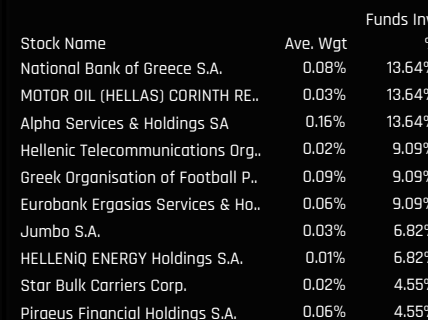 Funds Inv
Stock Name Ave. Wgt
National Bank of Greece S.A. 0.08% 13.64%
MOTOR OIL (HELLAS) CORINTH RE.. 0.03% 13.64%
Alpha Services & Holdings SA 0.16% 13.64%
Hellenic Telecommunications Org.. 0.02% 9.09%
Greek Organisation of Football P.. 0.09% 9.09%
Eurobank Ergasias Services & Ho.. 0.06% 9.09%
Jumbo S.A. 0.03% 6.82%
HELLENiQ ENERGY Holdings S.A. 0.01% 6.82%
Star Bulk Carriers Corp. 0.02% 4.55%
Piraeus Financial Holdings S.A. 0.06% 4.55%